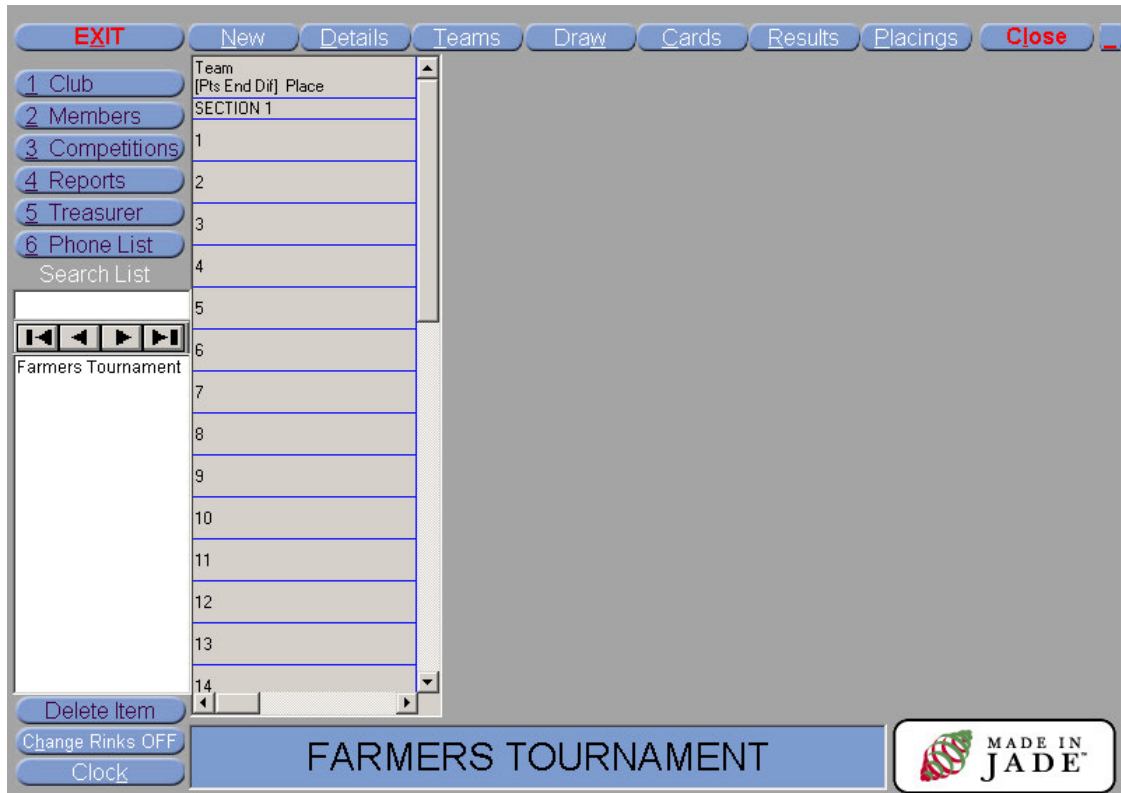 EXIT
New
Details
Teams
Draw
Cards
Results
Placings
Close
1 Club
2 Members
3 Competitions
4 Reports
5 Treasurer
6 Phone List
Search List
Farmers Tournament
Team
[Pts End Dif] Place
SECTION 1
1
2
3
4
5
6
7
8
9
10
11
12
13
14
Delete Item
Change Rinks OFF
Clock
FARMERS TOURNAMENT
MADE IN
JADE™